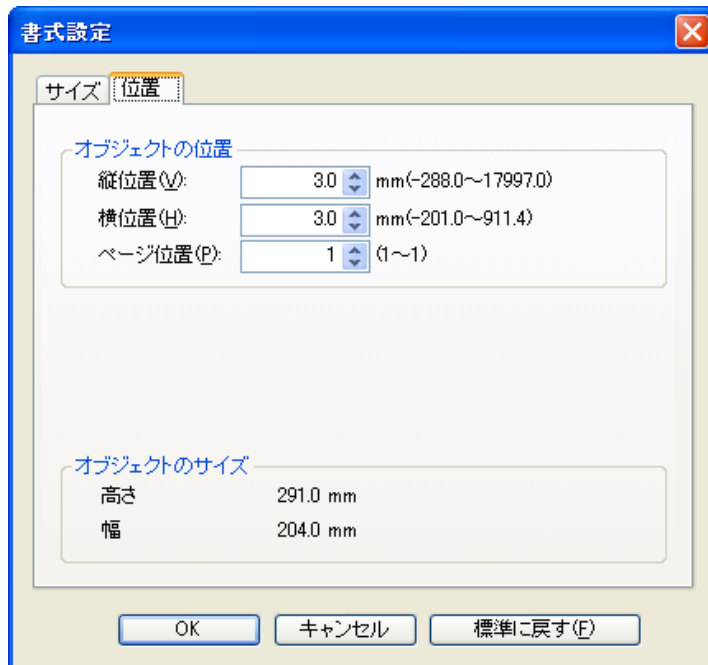 書式設定
サイズ 位置
オブジェクトの位置
縦位置(V): 3.0 mm(-288.0～17997.0)
横位置(H): 3.0 mm(-201.0～911.4)
ページ位置(P): 1 (1～1)
オブジェクトのサイズ
高さ 291.0 mm
幅 204.0 mm
OK キャンセル 標準に戻す(F)